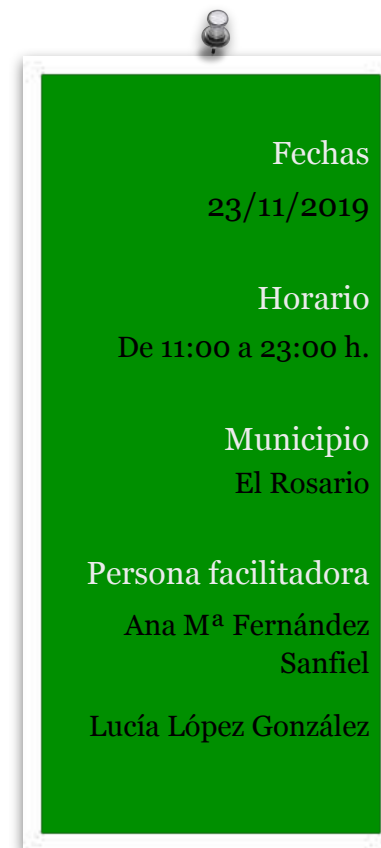 Fechas
23/11/2019
Horario
De 11:00 a 23:00 h.
Municipio
El Rosario
Persona facilitadora
Ana Mª Fernández
Sanfiel
Lucía López González